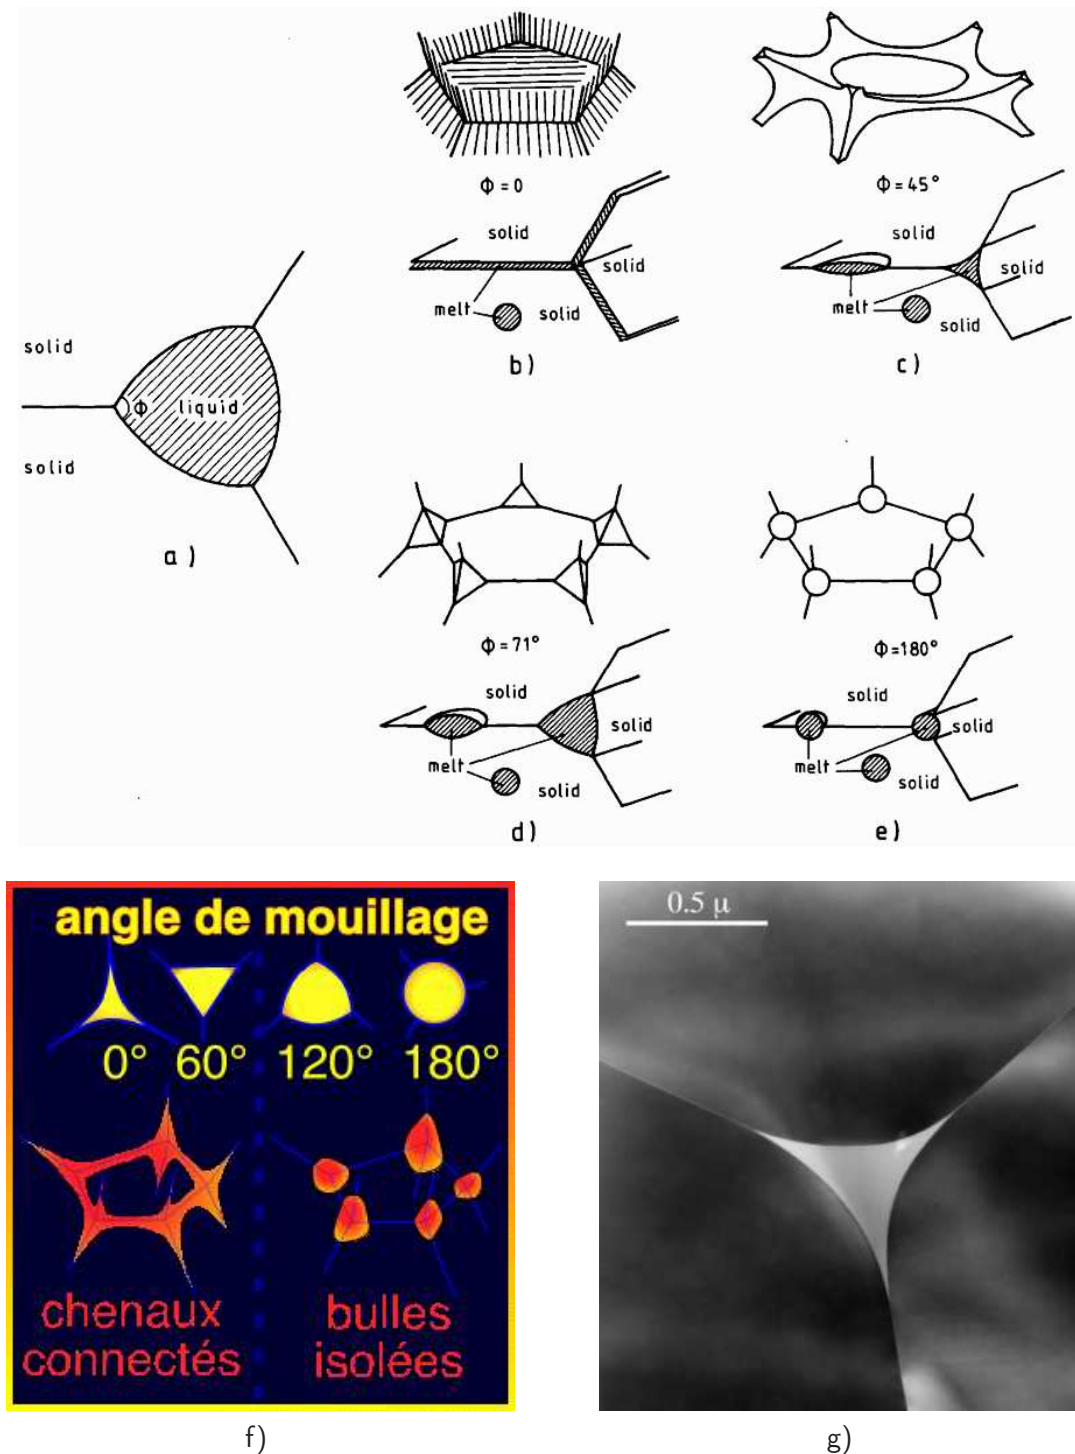 solid
Φ
liquid
solid
a)
Φ = 0
solid
solid
melt
solid
b)
Φ = 45°
solid
solid
melt
solid
c)
Φ = 71°
solid
solid
melt
solid
d)
Φ = 180°
solid
solid
melt
solid
e)
angle de mouillage
0° 60° 120° 180°
chenaux
connectés
bulles
isolées
f)
0.5 µ
g)